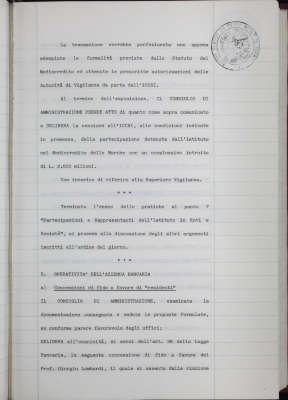 La transazione verrebbe perfezionata non appena
adempiute le formalità previste dallo Statuto del
Mediocredito ed ottenute le prescritte autorizzazioni delle
Autorità di Vigilanza da parte dell'ICCRI.
Al termine dell'esposizione, IL CONSIGLIO DI
AMMINISTRAZIONE PRENDE ATTO di quanto come sopra comunicato
e DELIBERA la cessione all'ICCRI, alle condizioni indicate
in premessa, della partecipazione detenuta dall'Istituto
nel Mediocredito delle Marche con un complessivo introito
di L. 2.600 milioni.
Con incarico di riferire alla Superiore Vigilanza.
* * *
Terminato l'esame delle pratiche al punto 7
"Partecipazioni e Rappresentanti dell'Istituto in Enti e
Società", si procede alla discussione degli altri argomenti
iscritti all'ordine del giorno.
* * *
5. OPERATIVITA' DELL'AZIENDA BANCARIA
a) Concessioni di fido a favore di "residenti"
IL CONSIGLIO DI AMMINISTRAZIONE, esaminata la
documentazione consegnata e vedute le proposte formulate,
su conforme parere favorevole degli uffici;
DELIBERA all'unanimità, ai sensi dell'art. 38 della Legge
Bancaria, la seguente concessione di fido a favore del
Prof. Giorgio Lombardi, il quale si assenta dalla riunione